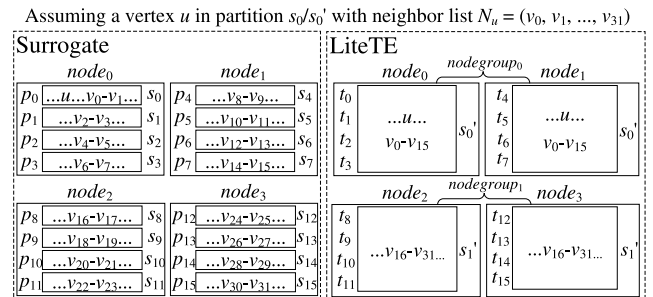 Assuming a vertex u in partition s0/s0' with neighbor list Nu = (v0, v1, ..., v31)
Surrogate
node0 node1
p0 ...u...v0-v1... s0 p4 ...v8-v9... s4
p1 ...v2-v3... s1 p5 ...v10-v11... s5
p2 ...v4-v5... s2 p6 ...v12-v13... s6
p3 ...v6-v7... s3 p7 ...v14-v15... s7
node2 node3
p8 ...v16-v17... s8 p12 ...v24-v25... s12
p9 ...v18-v19... s9 p13 ...v26-v27... s13
p10 ...v20-v21... s10 p14 ...v28-v29... s14
p11 ...v22-v23... s11 p15 ...v30-v31... s15
LiteTE
nodegroup0
node0 node1
t0 t4
t1 ...u... t5 ...u...
t2 v0-v15 s0' t6 v0-v15 s0'
t3 t7
nodegroup1
node2 node3
t8 t12
t9 t13
t10 ...v16-v31... s1' t14 ...v16-v31... s1'
t11 t15